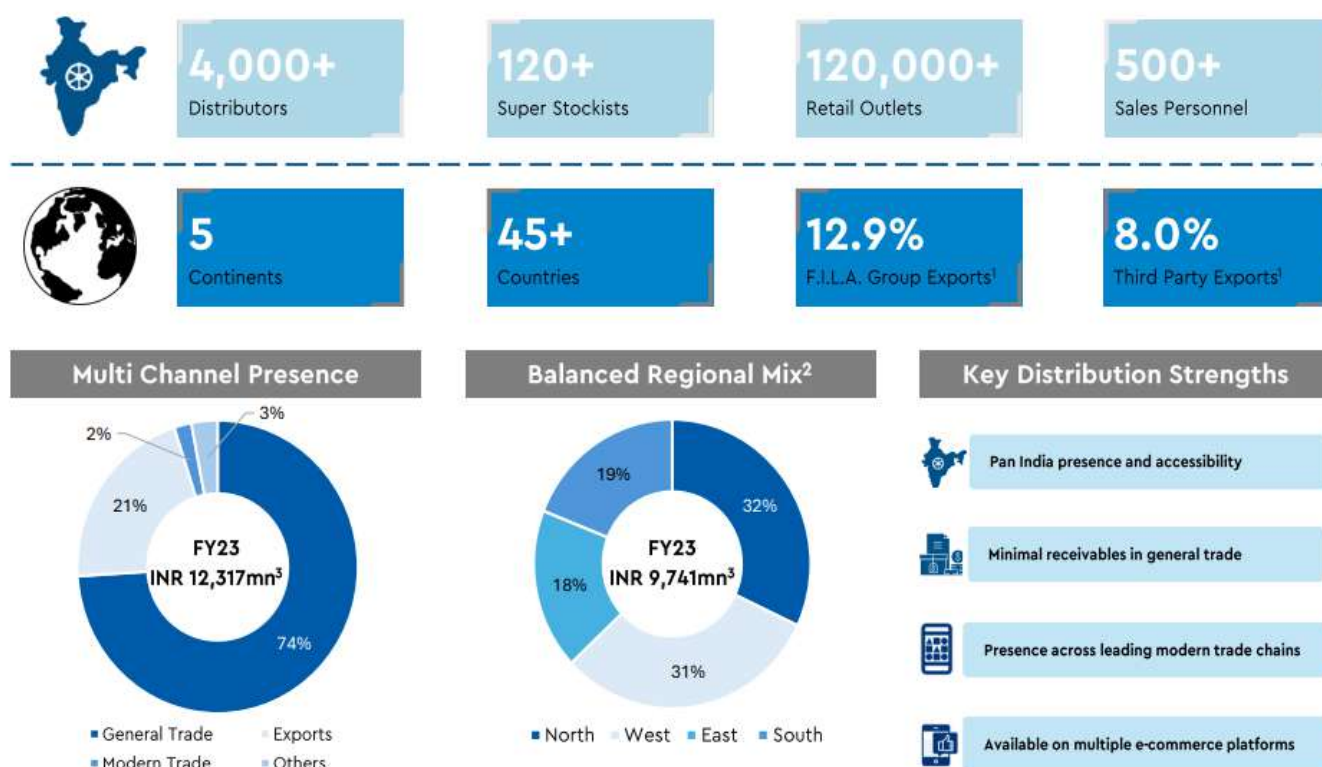 4,000+
Distributors
120+
Super Stockists
120,000+
Retail Outlets
500+
Sales Personnel
5
Continents
45+
Countries
12.9%
F.I.L.A. Group Exports¹
8.0%
Third Party Exports¹
Multi Channel Presence
3%
2%
21%
FY23
INR 12,317mn³
74%
General Trade
Exports
Modern Trade
Others
Balanced Regional Mix²
19%
32%
FY23
INR 9,741mn³
18%
31%
North
West
East
South
Key Distribution Strengths
Pan India presence and accessibility
Minimal receivables in general trade
Presence across leading modern trade chains
Available on multiple e-commerce platforms